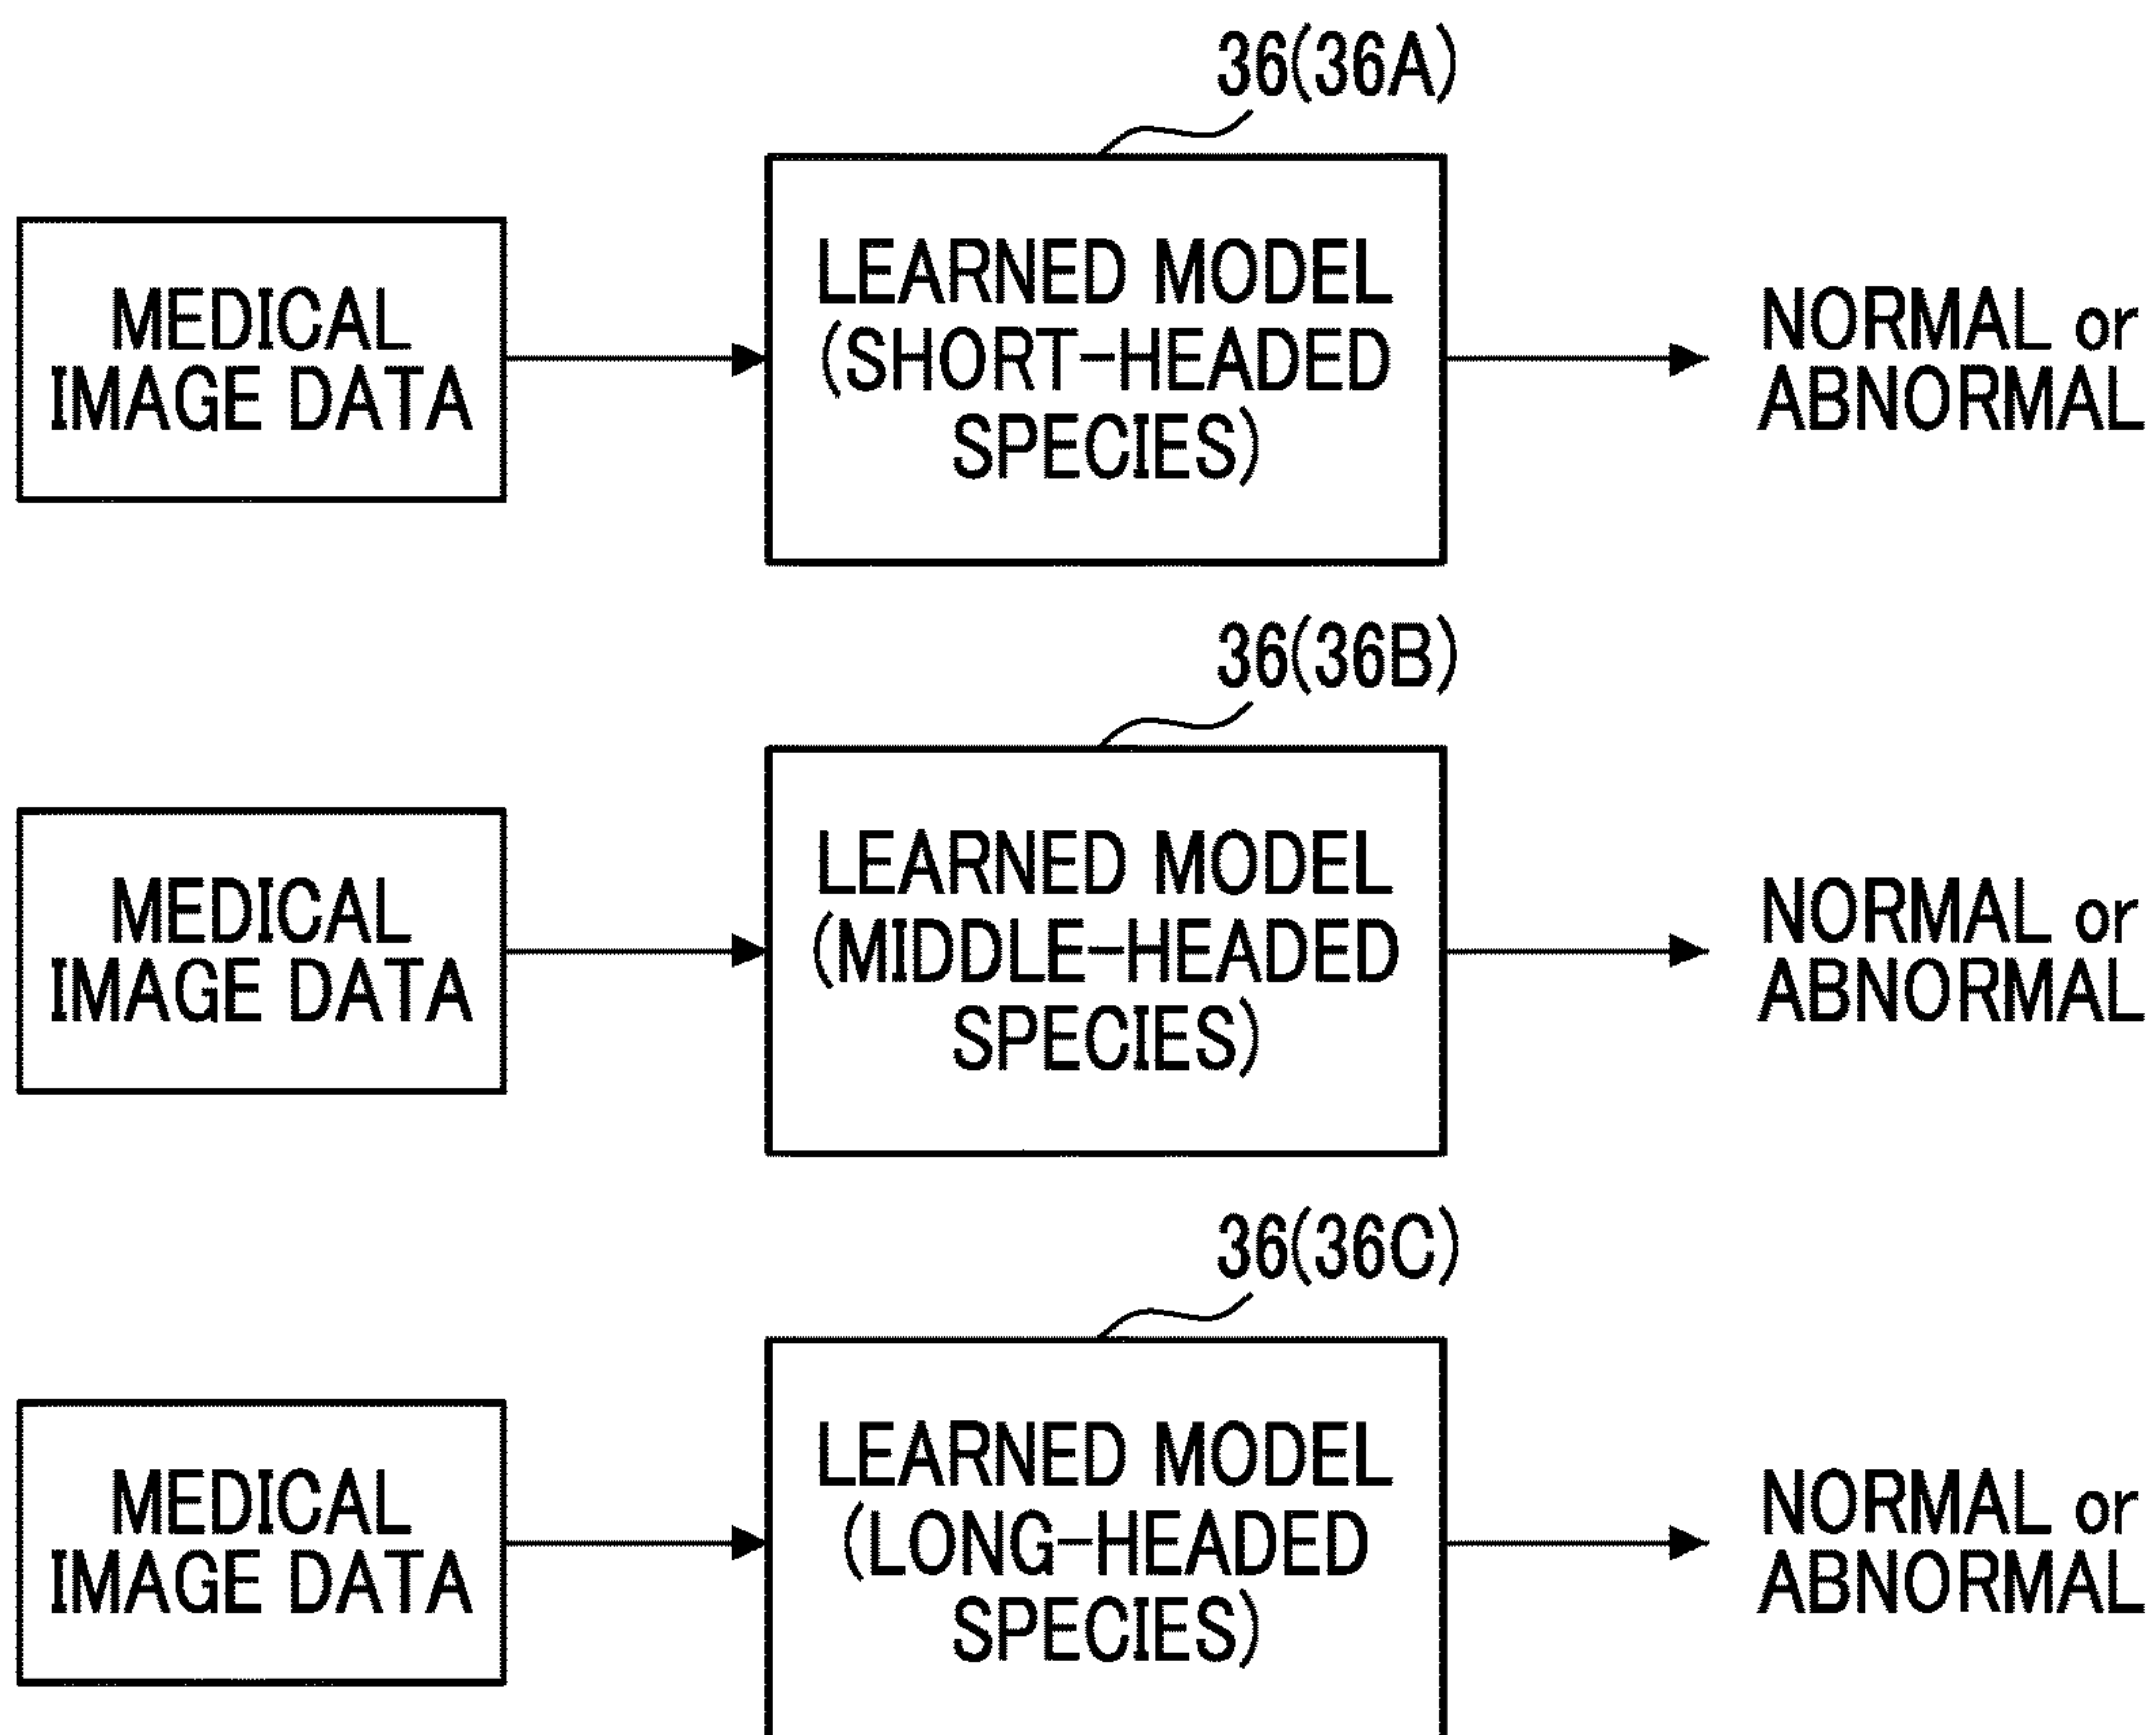 36(36A)
MEDICAL
IMAGE DATA
LEARNED MODEL
(SHORT-HEADED
SPECIES)
NORMAL or
ABNORMAL
36(36B)
MEDICAL
IMAGE DATA
LEARNED MODEL
(MIDDLE-HEADED
SPECIES)
NORMAL or
ABNORMAL
36(36C)
MEDICAL
IMAGE DATA
LEARNED MODEL
(LONG-HEADED
SPECIES)
NORMAL or
ABNORMAL